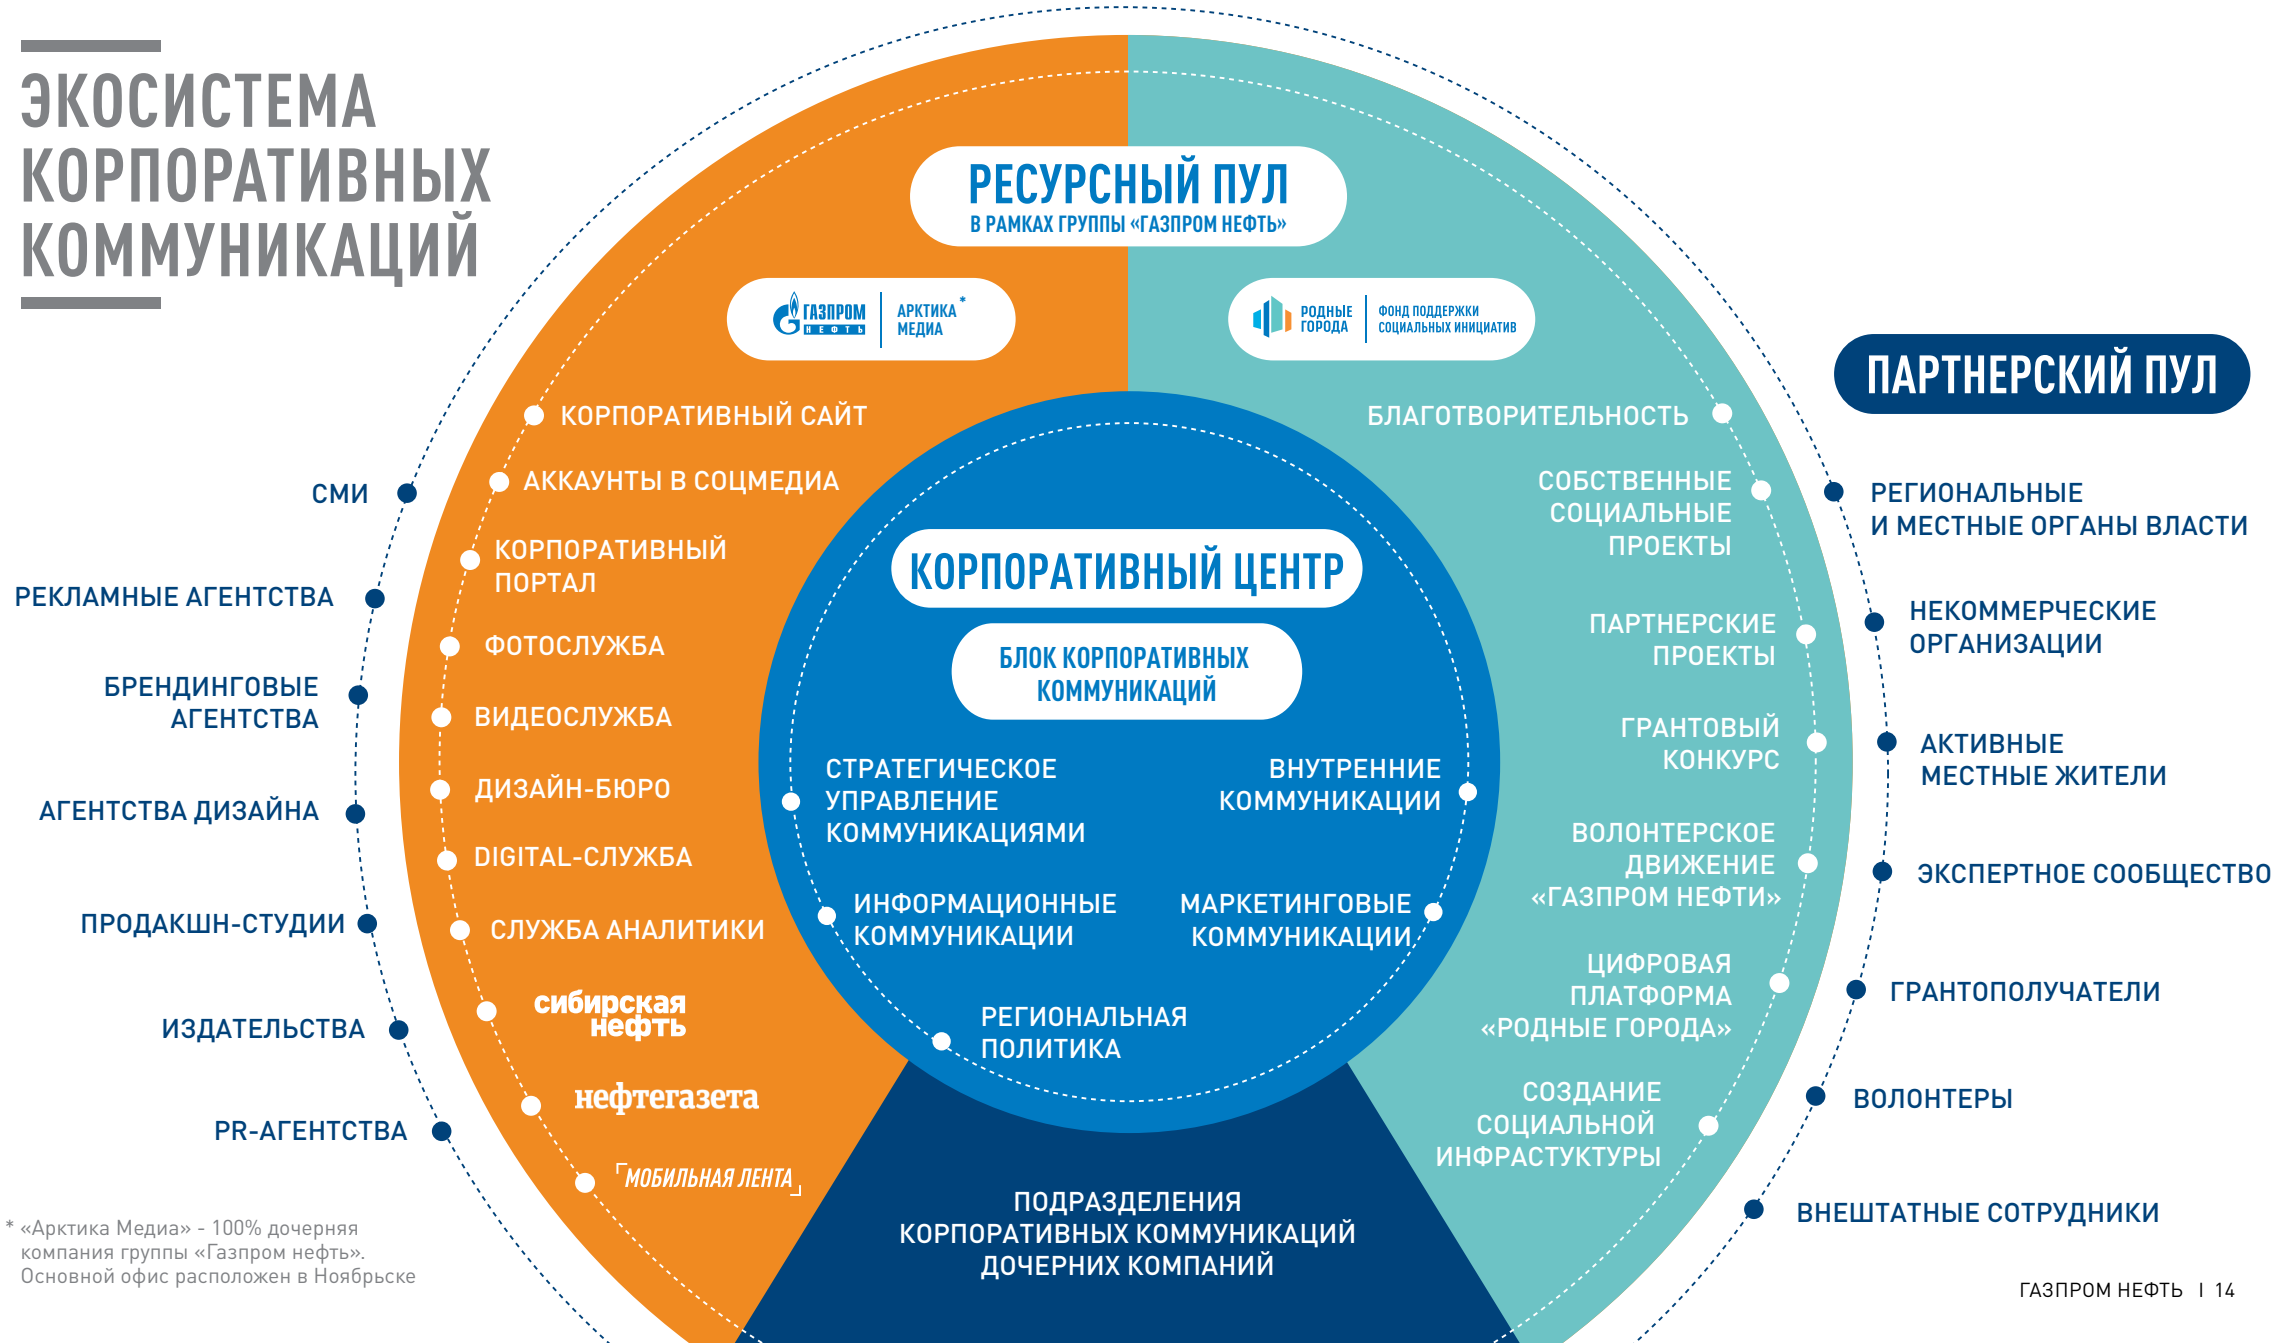 ЭКОСИСТЕМА
КОРПОРАТИВНЫХ
КОММУНИКАЦИЙ
РЕСУРСНЫЙ ПУЛ
В РАМКАХ ГРУППЫ «ГАЗПРОМ НЕФТЬ»
ГАЗПРОМ
НЕФТЬ
АРКТИКА *
МЕДИА
РОДНЫЕ
ГОРОДА
ФОНД ПОДДЕРЖКИ
СОЦИАЛЬНЫХ ИНИЦИАТИВ
КОРПОРАТИВНЫЙ САЙТ
АККАУНТЫ В СОЦМЕДИА
КОРПОРАТИВНЫЙ
ПОРТАЛ
ФОТОСЛУЖБА
ВИДЕОСЛУЖБА
ДИЗАЙН-БЮРО
DIGITAL-СЛУЖБА
СЛУЖБА АНАЛИТИКИ
сибирская
нефть
нефтегазета
МОБИЛЬНАЯ ЛЕНТА
СМИ
РЕКЛАМНЫЕ АГЕНТСТВА
БРЕНДИНГОВЫЕ
АГЕНТСТВА
АГЕНТСТВА ДИЗАЙНА
ПРОДАКШН-СТУДИИ
ИЗДАТЕЛЬСТВА
PR-АГЕНТСТВА
КОРПОРАТИВНЫЙ ЦЕНТР
БЛОК КОРПОРАТИВНЫХ
КОММУНИКАЦИЙ
СТРАТЕГИЧЕСКОЕ
УПРАВЛЕНИЕ
КОММУНИКАЦИЯМИ
ИНФОРМАЦИОННЫЕ
КОММУНИКАЦИИ
РЕГИОНАЛЬНАЯ
ПОЛИТИКА
ВНУТРЕННИЕ
КОММУНИКАЦИИ
МАРКЕТИНГОВЫЕ
КОММУНИКАЦИИ
ПОДРАЗДЕЛЕНИЯ
КОРПОРАТИВНЫХ КОММУНИКАЦИЙ
ДОЧЕРНИХ КОМПАНИЙ
БЛАГОТВОРИТЕЛЬНОСТЬ
СОБСТВЕННЫЕ
СОЦИАЛЬНЫЕ
ПРОЕКТЫ
ПАРТНЕРСКИЕ
ПРОЕКТЫ
ГРАНТОВЫЙ
КОНКУРС
ВОЛОНТЕРСКОЕ
ДВИЖЕНИЕ
«ГАЗПРОМ НЕФТИ»
ЦИФРОВАЯ
ПЛАТФОРМА
«РОДНЫЕ ГОРОДА»
СОЗДАНИЕ
СОЦИАЛЬНОЙ
ИНФРАСТУКТУРЫ
ПАРТНЕРСКИЙ ПУЛ
РЕГИОНАЛЬНЫЕ
И МЕСТНЫЕ ОРГАНЫ ВЛАСТИ
НЕКОММЕРЧЕСКИЕ
ОРГАНИЗАЦИИ
АКТИВНЫЕ
МЕСТНЫЕ ЖИТЕЛИ
ЭКСПЕРТНОЕ СООБЩЕСТВО
ГРАНТОПОЛУЧАТЕЛИ
ВОЛОНТЕРЫ
ВНЕШТАТНЫЕ СОТРУДНИКИ
* «Арктика Медиа» - 100% дочерняя
компания группы «Газпром нефть».
Основной офис расположен в Ноябрьске
ГАЗПРОМ НЕФТЬ | 14